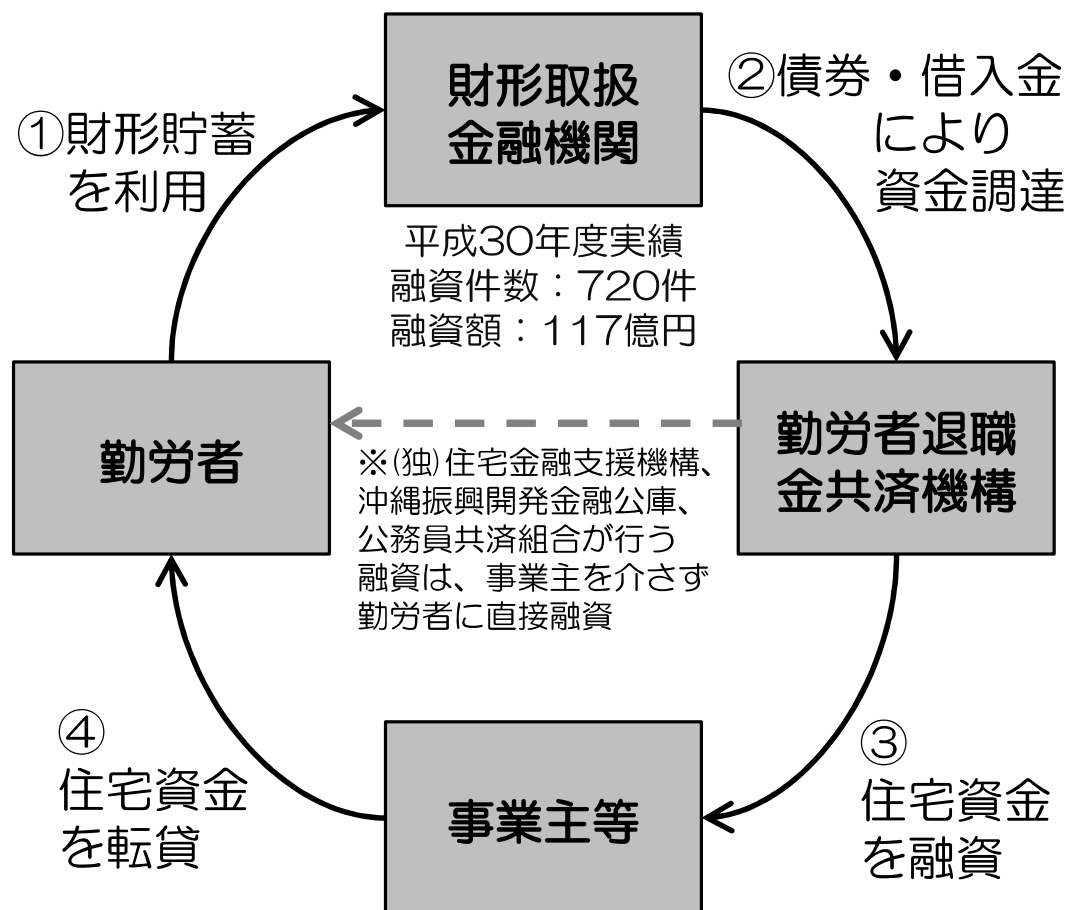 財形取扱
金融機関
①財形貯蓄
を利用
②債券・借入金
により
資金調達
平成30年度実績
融資件数：720件
融資額：117億円
勤労者
勤労者退職
金共済機構
※(独)住宅金融支援機構、
沖縄振興開発金融公庫、
公務員共済組合が行う
融資は、事業主を介さず
勤労者に直接融資
④
住宅資金
を転貸
事業主等
③
住宅資金
を融資